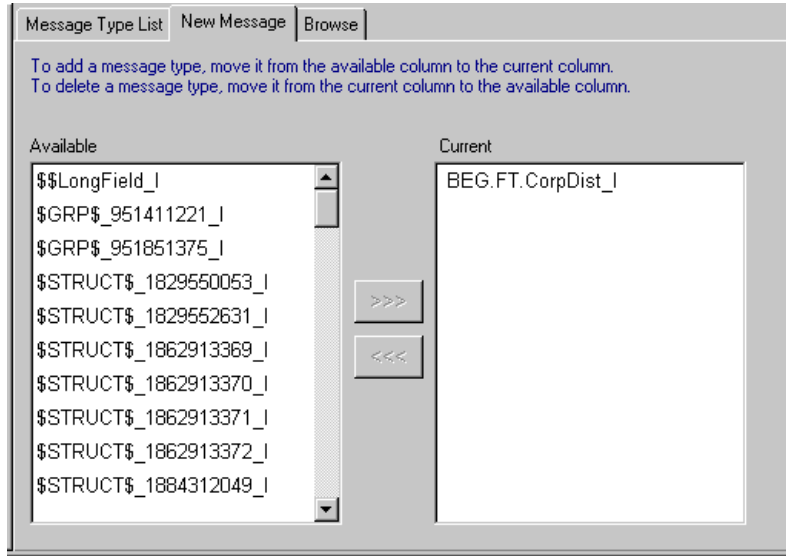 Message Type List New Message Browse
To add a message type, move it from the available column to the current column.
To delete a message type, move it from the current column to the available column.
Available
$$LongField_I
$GRP$_951411221_I
$GRP$_951851375_I
$STRUCT$_1829550053_I
$STRUCT$_1829552631_I
$STRUCT$_1862913369_I
$STRUCT$_1862913370_I
$STRUCT$_1862913371_I
$STRUCT$_1862913372_I
$STRUCT$_1884312049_I
>>>
<<<
Current
BEG.FT.CorpDist_I